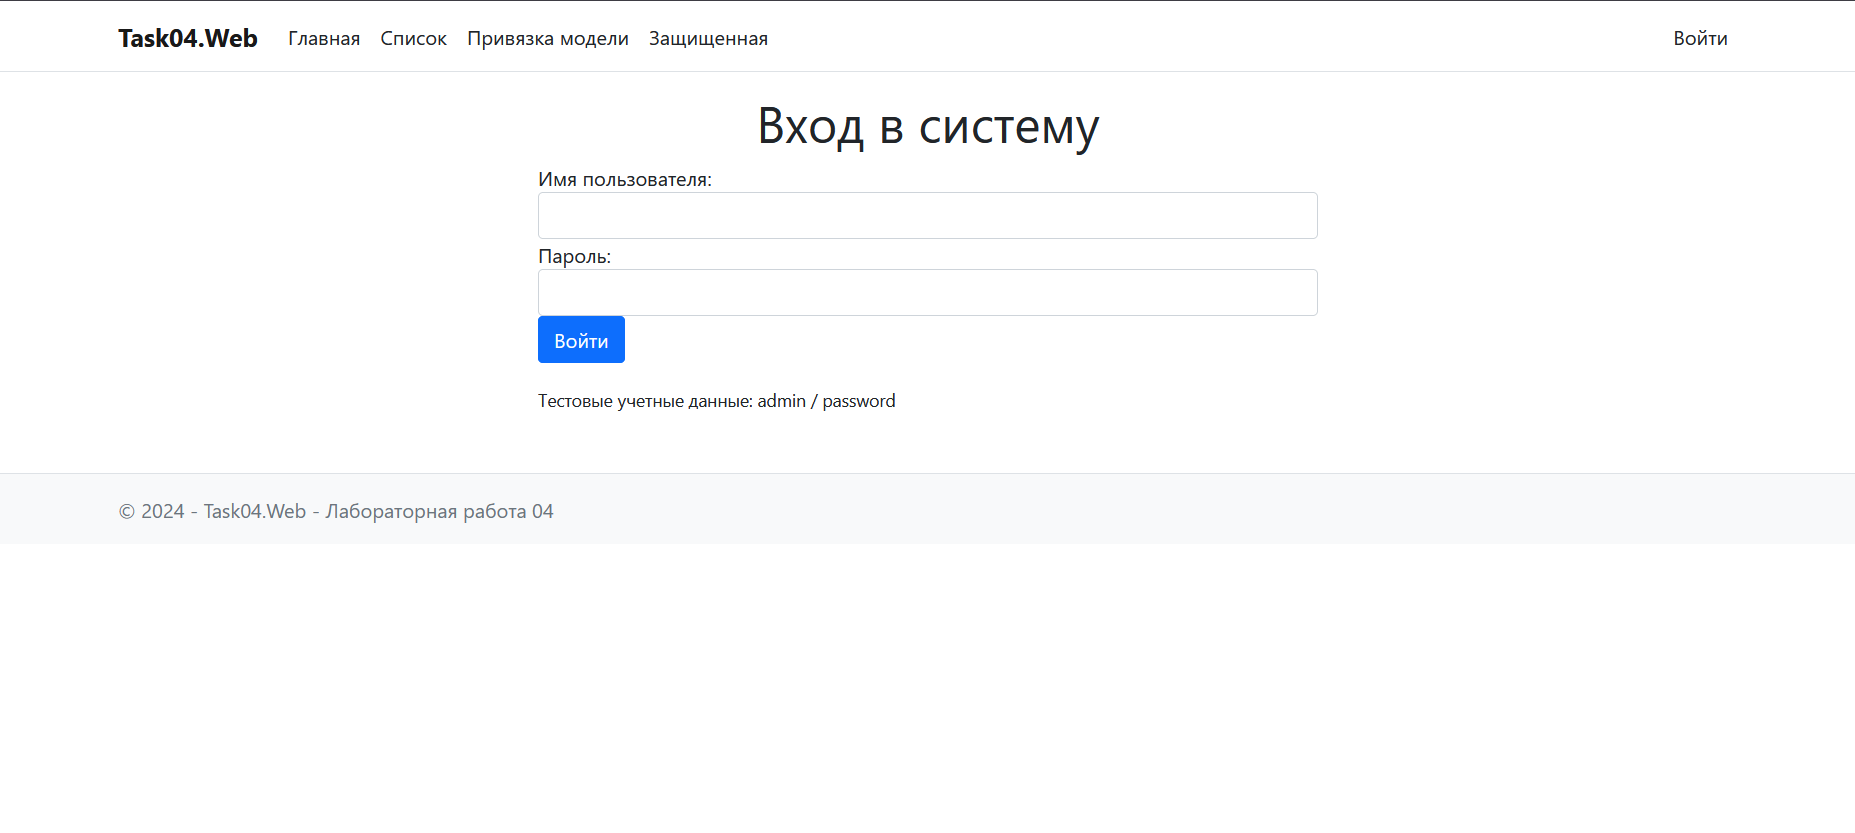 Task04.Web Главная Список Привязка модели Защищенная Войти
Вход в систему
Имя пользователя:
Пароль:
Войти
Тестовые учетные данные: admin / password
© 2024 - Task04.Web - Лабораторная работа 04